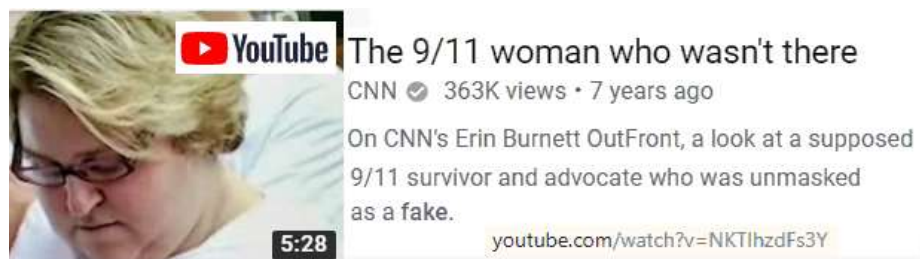 YouTube
The 9/11 woman who wasn't there
CNN 363K views • 7 years ago
On CNN's Erin Burnett OutFront, a look at a supposed
9/11 survivor and advocate who was unmasked
as a fake.
5:28
youtube.com/watch?v=NKTlhzdFs3Y